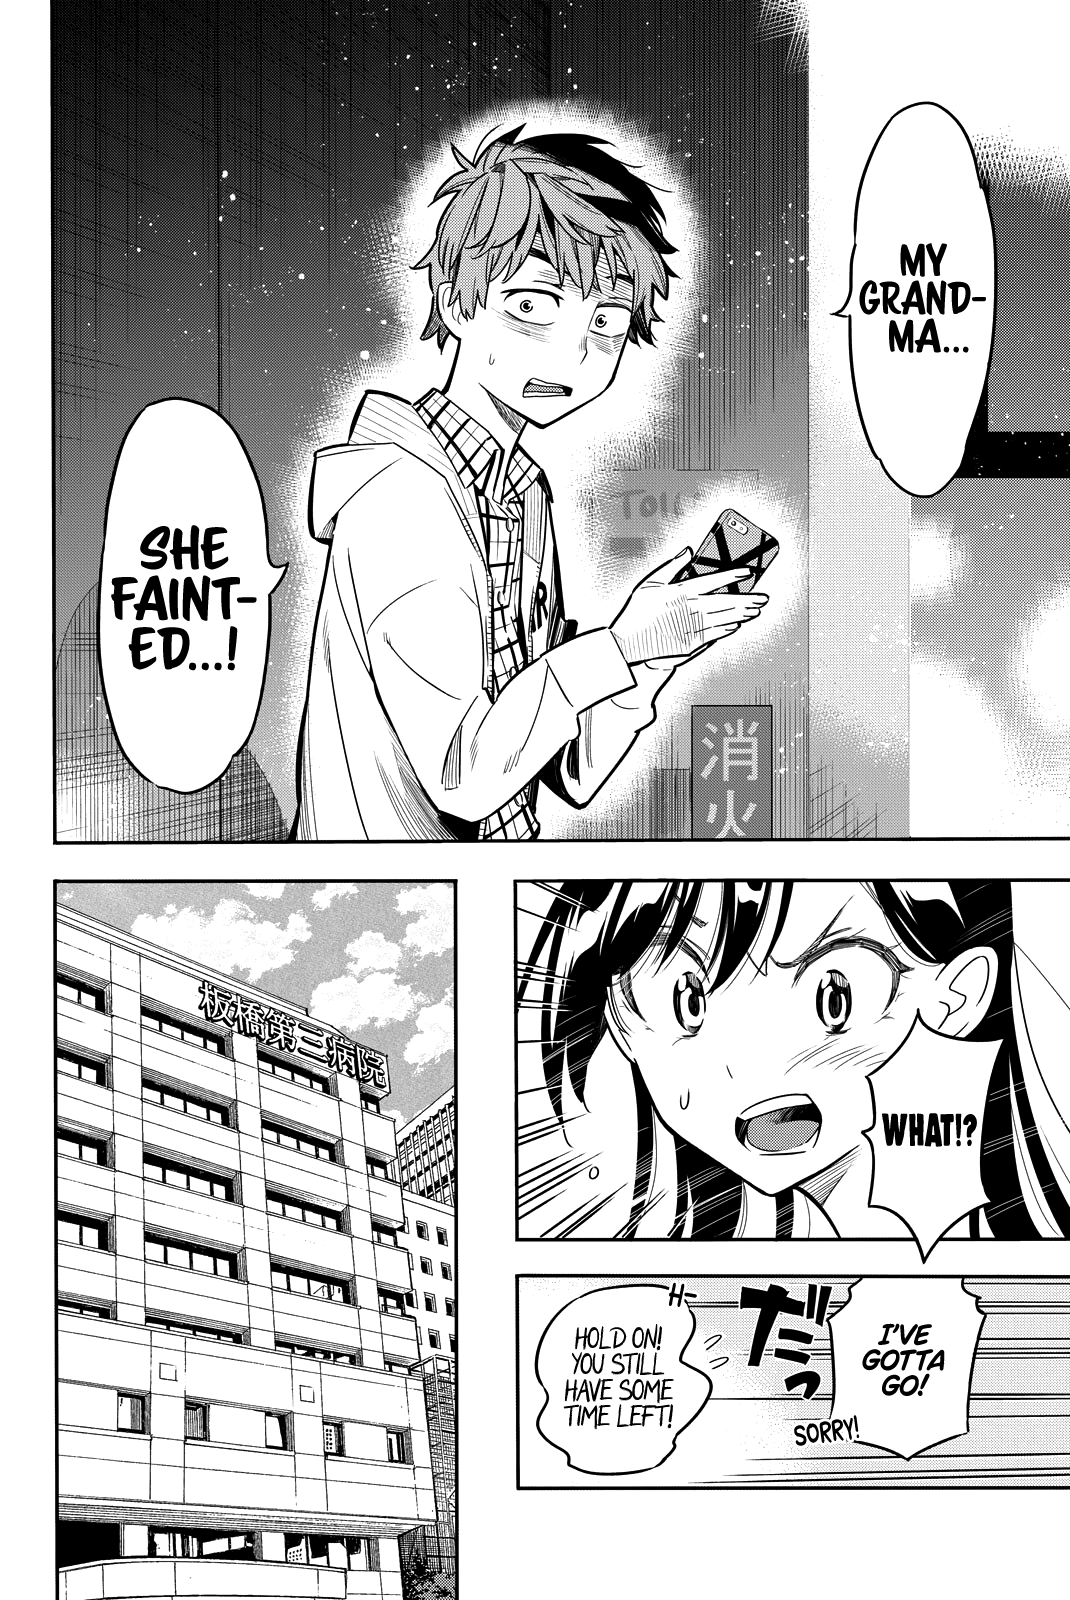 MY
GRAND-
MA...
SHE
FAINT-
ED...!
消
火
WHAT!?
I'VE
GOTTA
GO!
SORRY!
だっ
H-
HOLD ON!
YOU STILL
HAVE SOME
TIME LEFT!
板橋第三病院